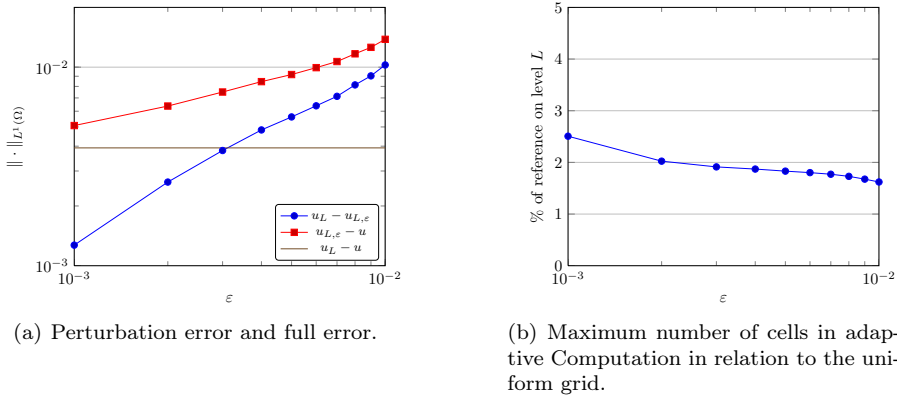 10^{-2}
10^{-3}
∥ · ∥_{L^1(Ω)}
u_L − u_{L,ε}
u_{L,ε} − u
u_L − u
10^{-3}
10^{-2}
ε
(a) Perturbation error and full error.
5
4
3
2
1
0
% of reference on level L
10^{-3}
10^{-2}
ε
(b) Maximum number of cells in adap-
tive Computation in relation to the uni-
form grid.